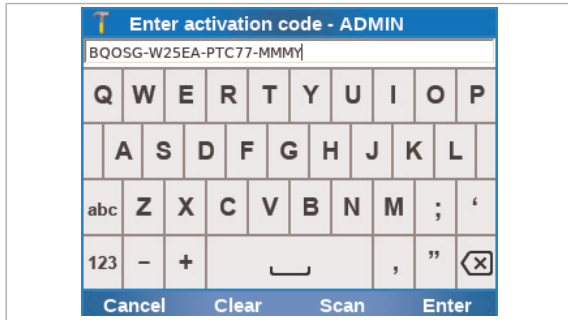 Enter activation code - ADMIN
BQOSG-W25EA-PTC77-MMMY
Q W E R T Y U I O P
A S D F G H J K L
abc Z X C V B N M ; ‘
123 - + , ”
Cancel Clear Scan Enter